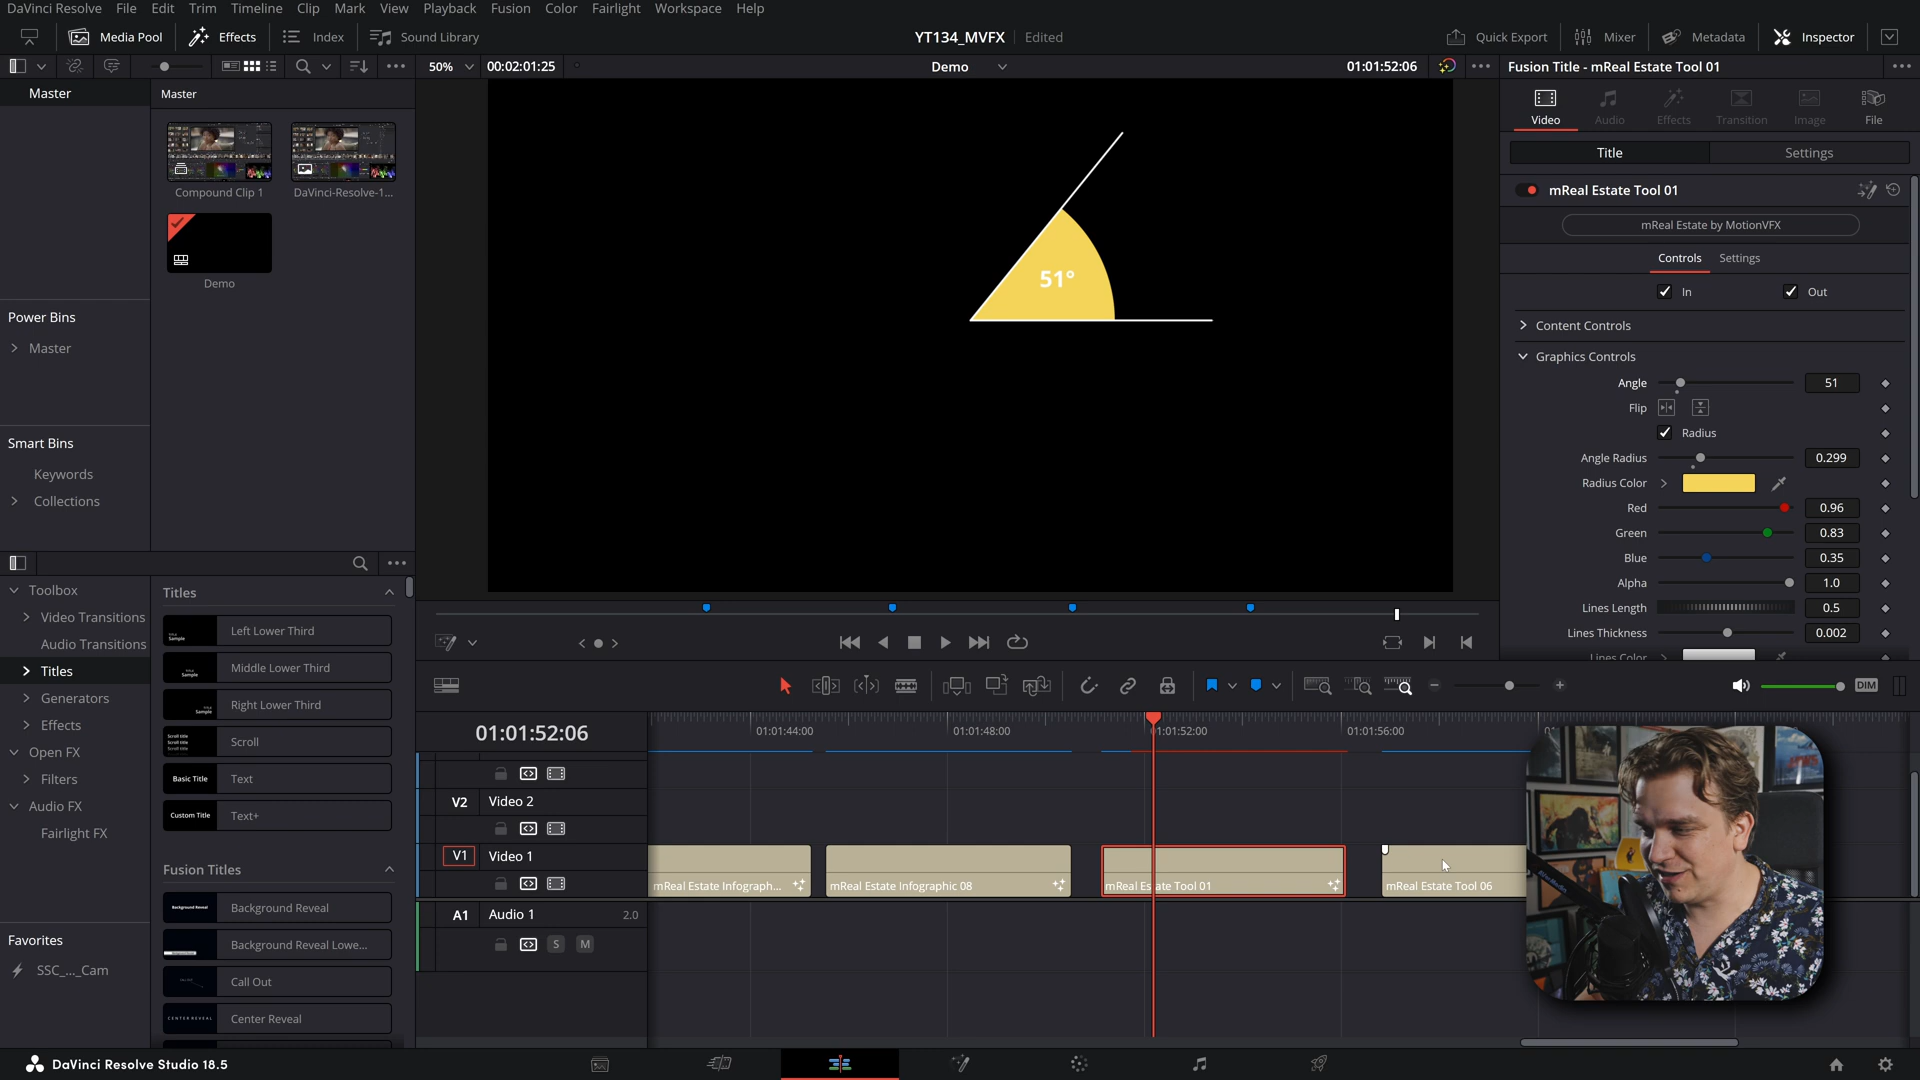 DaVinci Resolve File Edit Trim Timeline Clip Mark View Playback Fusion Color Fairlight Workspace Help
Media Pool Effects Index Sound Library YT134_MVFX Edited Quick Export Mixer Metadata Inspector
50% 00:02:01:25 Demo 01:01:52:06 Fusion Title - mReal Estate Tool 01
Master Master
Video Audio Effects Transition Image File
Title Settings
Compound Clip 1 DaVinci-Resolve-1...
mReal Estate Tool 01
mReal Estate by MotionVFX
Controls Settings
Demo
51°
In Out
Power Bins
Master
Content Controls
Graphics Controls
Angle 51
Flip
Radius
Smart Bins
Keywords
Collections
Angle Radius 0.299
Radius Color
Red 0.96
Green 0.83
Blue 0.35
Alpha 1.0
Lines Length 0.5
Lines Thickness 0.002
Lines Color
Toolbox
Video Transitions
Audio Transitions
Titles
Generators
Effects
Open FX
Filters
Audio FX
Fairlight FX
Favorites
SSC_..._Cam
Titles
Left Lower Third
Middle Lower Third
Right Lower Third
Scroll
Basic Title Text
Custom Title Text+
Fusion Titles
Background Reveal Background Reveal
Background Reveal Lowe...
Call Out
CENTER REVEAL Center Reveal
DIM
01:01:52:06 01:01:44:00 01:01:48:00 01:01:52:00 01:01:56:00
V2 Video 2
V1 Video 1
mReal Estate Infograph... mReal Estate Infographic 08 mReal Estate Tool 01 mReal Estate Tool 06
A1 Audio 1 2.0
S M
DaVinci Resolve Studio 18.5